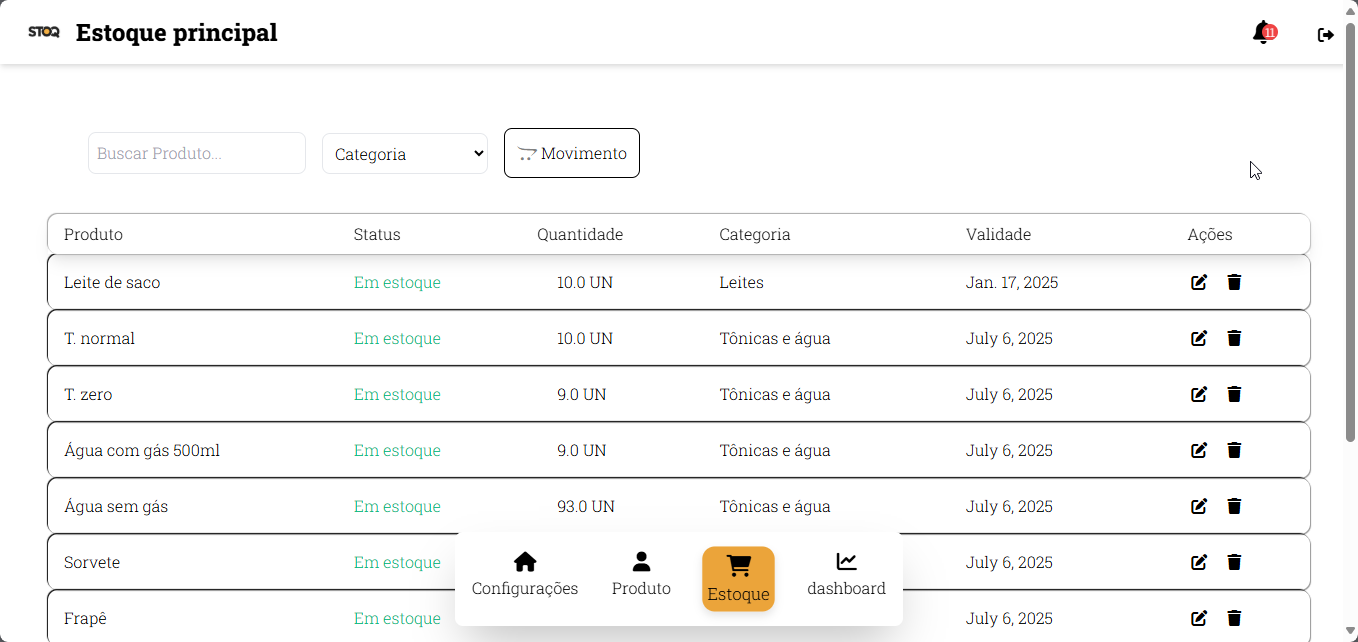 STOQ Estoque principal 11
Buscar Produto... Categoria Movimento
Produto Status Quantidade Categoria Validade Ações
Leite de saco Em estoque 10.0 UN Leites Jan. 17, 2025
T. normal Em estoque 10.0 UN Tônicas e água July 6, 2025
T. zero Em estoque 9.0 UN Tônicas e água July 6, 2025
Água com gás 500ml Em estoque 9.0 UN Tônicas e água July 6, 2025
Água sem gás Em estoque 93.0 UN Tônicas e água July 6, 2025
Sorvete Em estoque July 6, 2025
Configurações Produto Estoque dashboard
Frapê Em estoque July 6, 2025